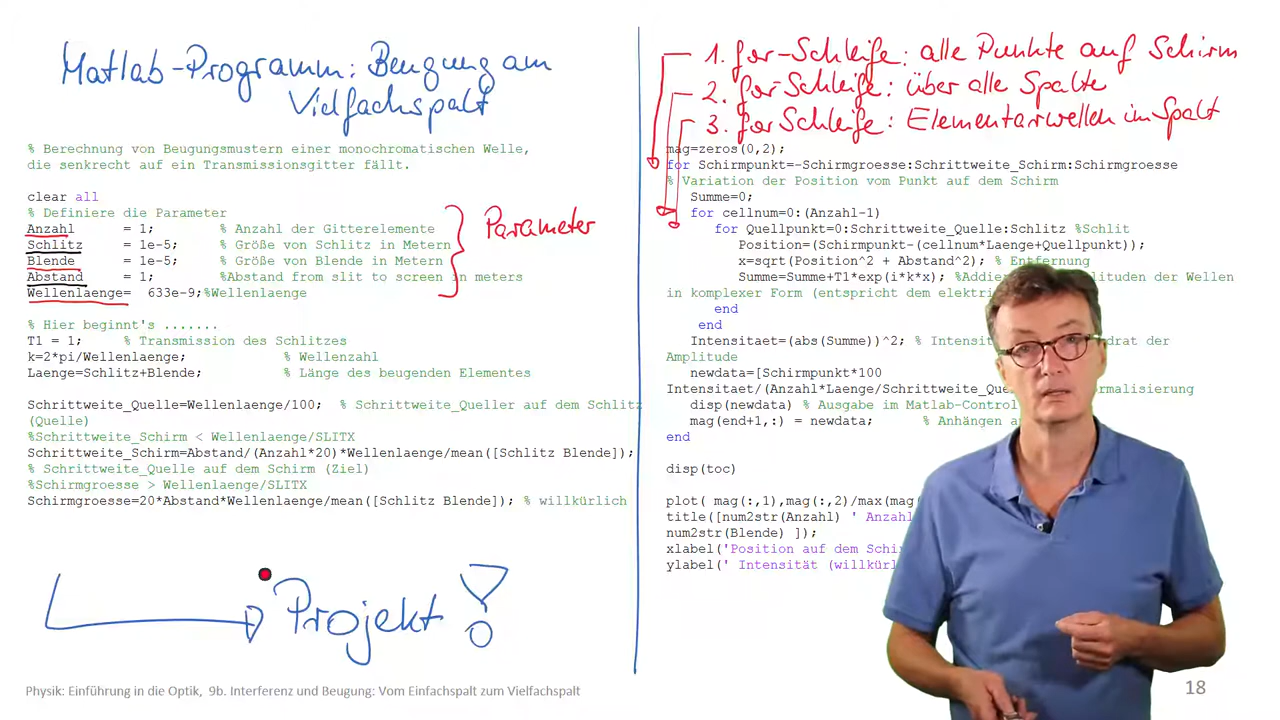 Matlab-Programm: Beugung am
Vielfachspalt
% Berechnung von Beugungsmustern einer monochromatischen Welle,
die senkrecht auf ein Transmissionsgitter fällt.
clear all
% Definiere die Parameter
Anzahl = 1; % Anzahl der Gitterelemente
Schlitz = 1e-5; % Größe von Schlitz in Metern
Blende = 1e-5; % Größe von Blende in Metern
Abstand = 1; %Abstand from slit to screen in meters
Wellenlaenge= 633e-9;%Wellenlaenge
Parameter
% Hier beginnt's .......
T1 = 1; % Transmission des Schlitzes
k=2*pi/Wellenlaenge; % Wellenzahl
Laenge=Schlitz+Blende; % Länge des beugenden Elementes
Schrittweite_Quelle=Wellenlaenge/100; % Schrittweite_Queller auf dem Schlitz
(Quelle)
%Schrittweite_Schirm < Wellenlaenge/SLITX
Schrittweite_Schirm=Abstand/(Anzahl*20)*Wellenlaenge/mean([Schlitz Blende]);
% Schrittweite_Quelle auf dem Schirm (Ziel)
%Schirmgroesse > Wellenlaenge/SLITX
Schirmgroesse=20*Abstand*Wellenlaenge/mean([Schlitz Blende]); % willkürlich
Projekt !
1. for-Schleife: alle Punkte auf Schirm
2. for-Schleife: über alle Spalte
3. for Schleife: Elementarwellen im Spalt
mag=zeros(0,2);
for Schirmpunkt=-Schirmgroesse:Schrittweite_Schirm:Schirmgroesse
% Variation der Position vom Punkt auf dem Schirm
Summe=0;
for cellnum=0:(Anzahl-1)
for Quellpunkt=0:Schrittweite_Quelle:Schlitz %Schlit
Position=(Schirmpunkt-(cellnum*Laenge+Quellpunkt));
x=sqrt(Position^2 + Abstand^2); % Entfernung
Summe=Summe+T1*exp(i*k*x); %Addie der Wellen
in komplexer Form (entspricht dem elektri
end
end
Intensitaet=(abs(Summe))^2; % Intensit drat der
Amplitude
newdata=[Schirmpunkt*100
Intensitaet/(Anzahl*Laenge/Schrittweite_Que
disp(newdata) % Ausgabe im Matlab-Control
mag(end+1,:) = newdata; % Anhängen a
end
disp(toc)
plot( mag(:,1),mag(:,2)/max(mag
title([num2str(Anzahl) ' Anzahl
num2str(Blende) ]);
xlabel('Position auf dem Schi
ylabel(' Intensität (willkürl
Physik: Einführung in die Optik, 9b. Interferenz und Beugung: Vom Einfachspalt zum Vielfachspalt
18